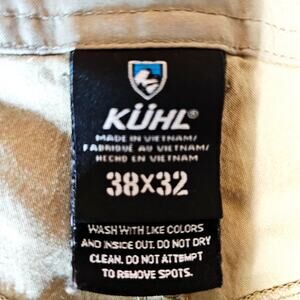 KÜHL®
MADE IN VIETNAM/
FABRIQUÉ AU VIETNAM/
HECHO EN VIETNAM
38X32
WASH WITH LIKE COLORS
AND INSIDE OUT. DO NOT DRY
CLEAN. DO NOT ATTEMPT
TO REMOVE SPOTS.